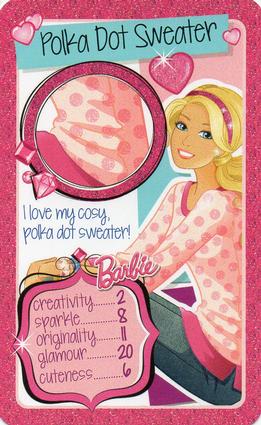 Polka Dot Sweater
I love my cosy,
polka dot sweater!
Barbie
creativity......2
sparkle..........8
originality......11
glamour......20
cuteness........6